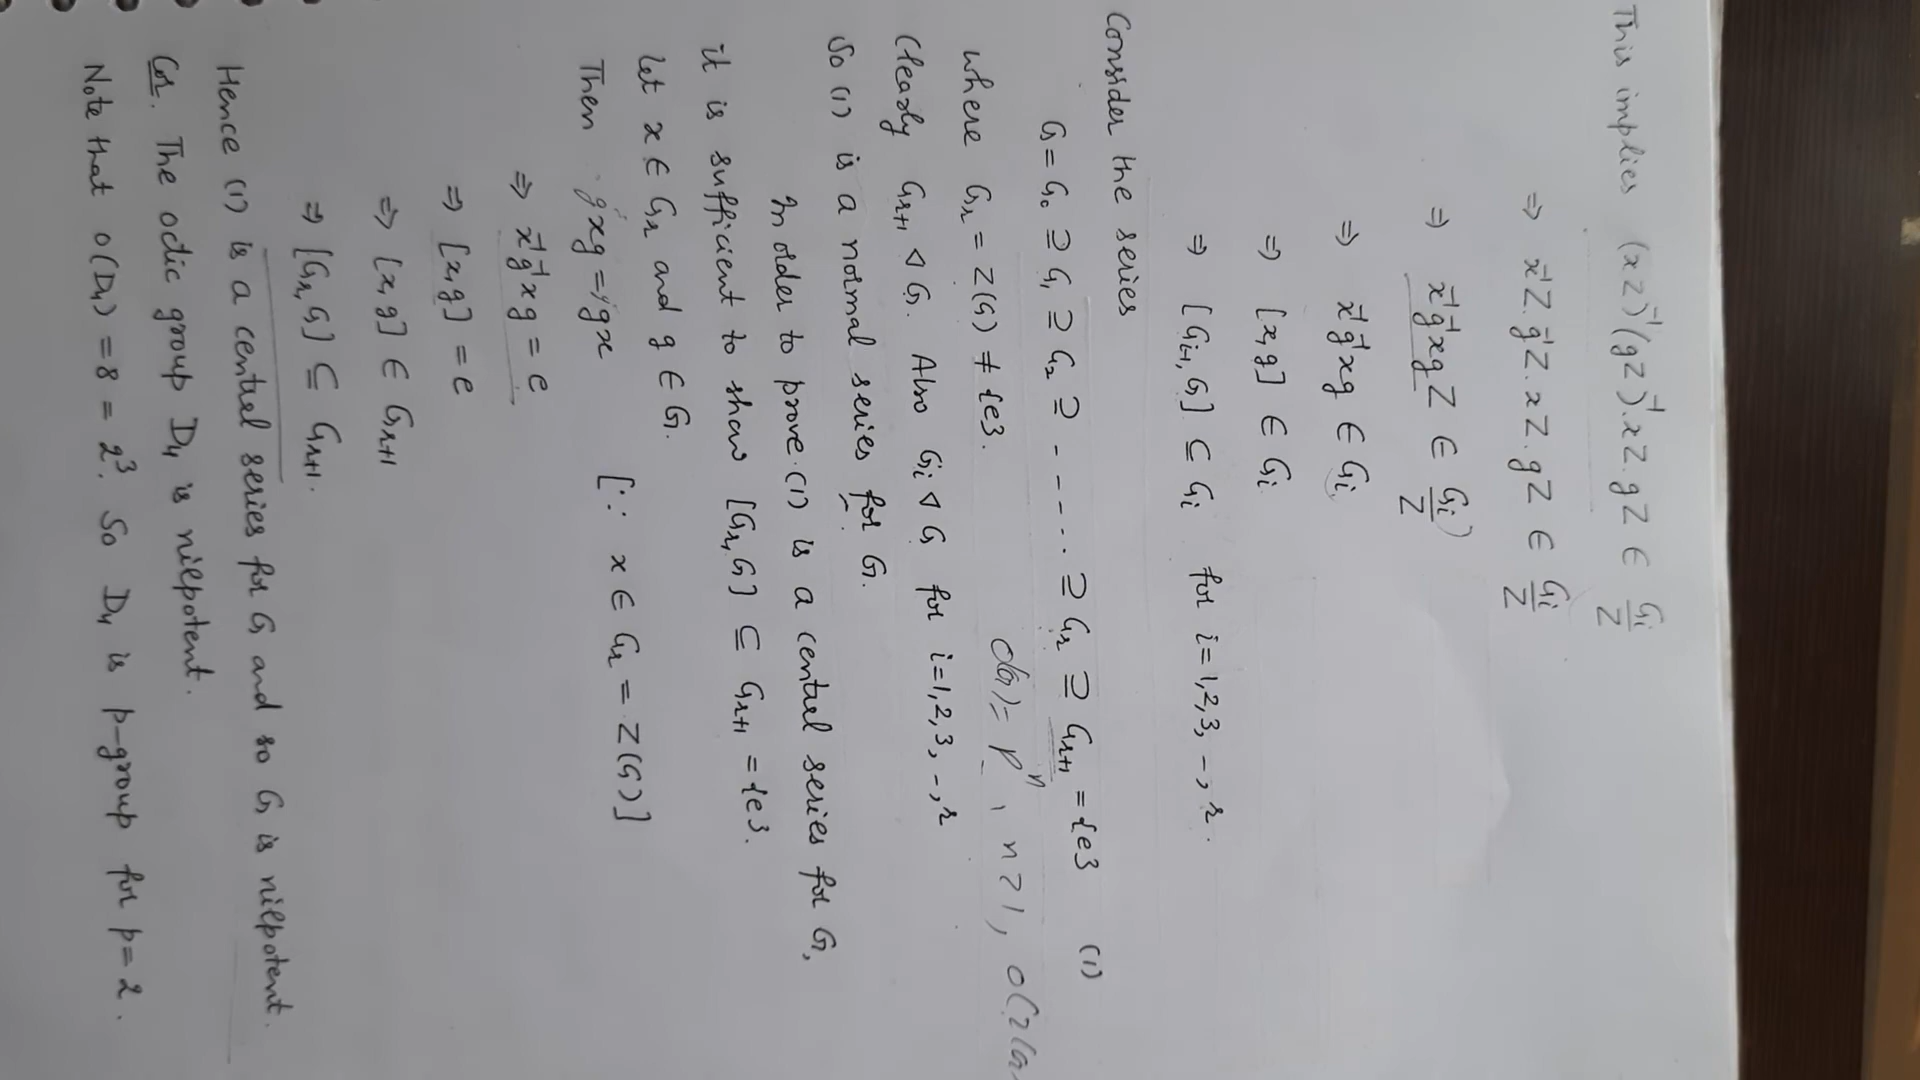 This implies (xZ)⁻¹(gZ)⁻¹.xZ.gZ ∈ Gi/Z
⇒ x⁻¹Z.g⁻¹Z.xZ.gZ ∈ Gi/Z
⇒ x⁻¹g⁻¹xgZ ∈ Gi/Z)
⇒ x⁻¹g⁻¹xg ∈ Gi
⇒ [x,g] ∈ Gi
⇒ [Gi-1, G] ⊆ Gi for i=1,2,3,-,r.
Consider the series
G = G₀ ⊇ G₁ ⊇ G₂ ⊇ ----.. ⊇ Gr ⊇ Gr+1 = {e} (1)
where Gr = Z(G) ≠ {e}. o(G) = pⁿ, n≥1, o(Z(G
Clearly Gr+1 ◁ G. Also Gi ◁ G for i=1,2,3,-,r
So (1) is a normal series for G.
In order to prove (1) is a central series for G,
it is sufficient to show [Gr,G] ⊆ Gr+1 = {e}.
Let x ∈ Gr and g ∈ G.
Then gxg = gx [∵ x ∈ Gr = Z(G)]
⇒ x⁻¹g⁻¹xg = e
⇒ [x,g] = e
⇒ [x,g] ∈ Gr+1
⇒ [Gr,G] ⊆ Gr+1.
Hence (1) is a central series for G and so G is nilpotent.
Cor. The octic group D₄ is nilpotent.
Note that o(D₄) = 8 = 2³. So D₄ is p-group for p=2.